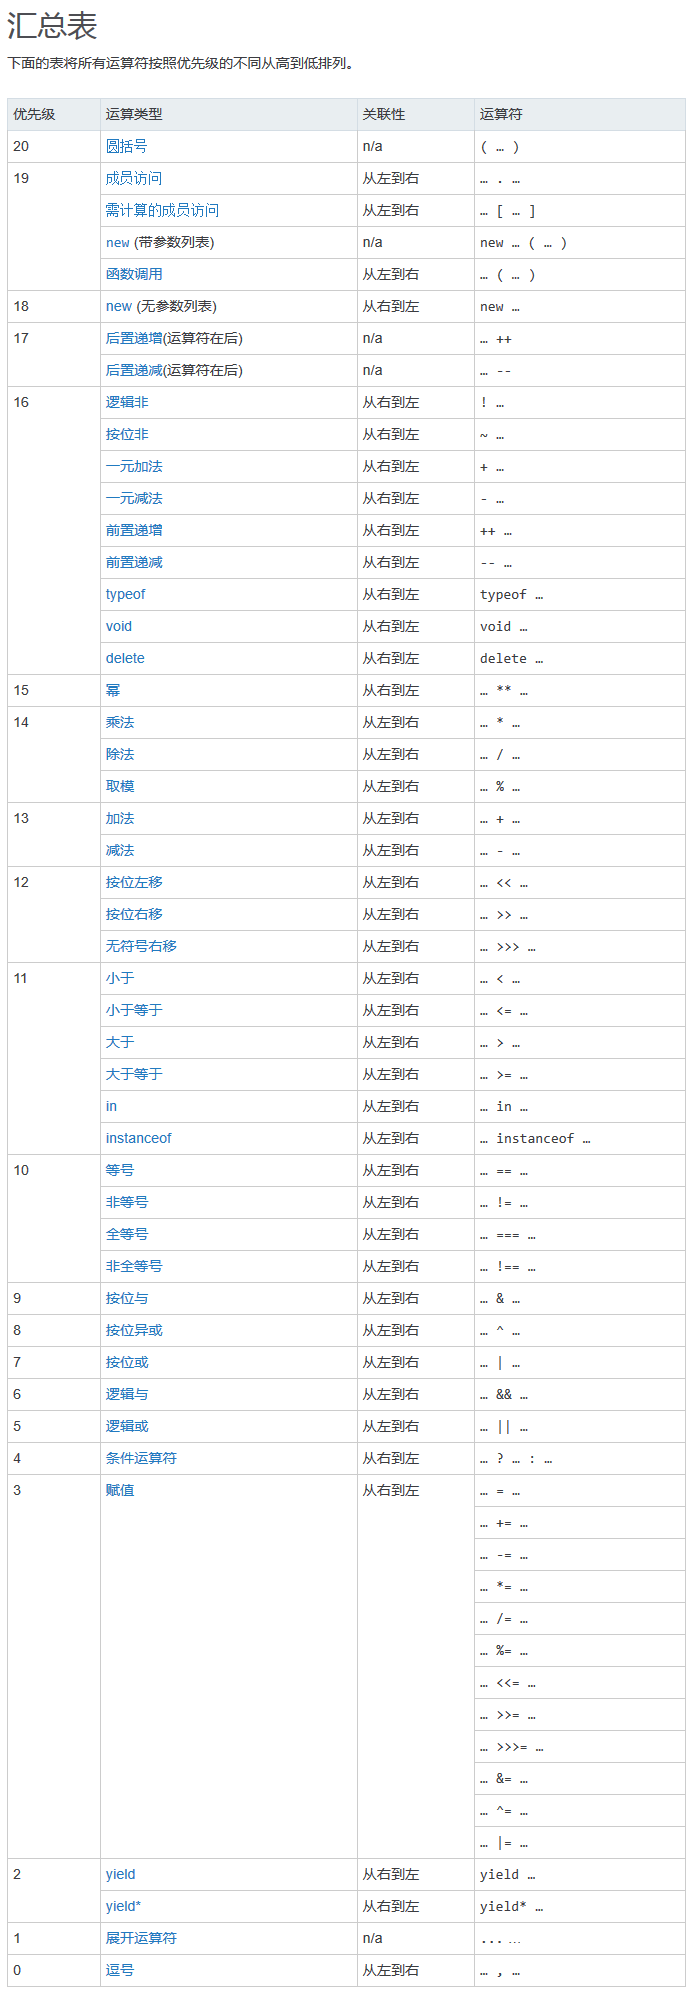 汇总表
下面的表将所有运算符按照优先级的不同从高到低排列。
优先级 运算类型 关联性 运算符
20 圆括号 n/a ( … )
19 成员访问 从左到右 … . …
需计算的成员访问 从左到右 … [ … ]
new (带参数列表) n/a new … ( … )
函数调用 从左到右 … ( … )
18 new (无参数列表) 从右到左 new …
17 后置递增(运算符在后) n/a … ++
后置递减(运算符在后) n/a … --
16 逻辑非 从右到左 ! …
按位非 从右到左 ~ …
一元加法 从右到左 + …
一元减法 从右到左 - …
前置递增 从右到左 ++ …
前置递减 从右到左 -- …
typeof 从右到左 typeof …
void 从右到左 void …
delete 从右到左 delete …
15 幂 从右到左 … ** …
14 乘法 从左到右 … * …
除法 从左到右 … / …
取模 从左到右 … % …
13 加法 从左到右 … + …
减法 从左到右 … - …
12 按位左移 从左到右 … << …
按位右移 从左到右 … >> …
无符号右移 从左到右 … >>> …
11 小于 从左到右 … < …
小于等于 从左到右 … <= …
大于 从左到右 … > …
大于等于 从左到右 … >= …
in 从左到右 … in …
instanceof 从左到右 … instanceof …
10 等号 从左到右 … == …
非等号 从左到右 … != …
全等号 从左到右 … === …
非全等号 从左到右 … !== …
9 按位与 从左到右 … & …
8 按位异或 从左到右 … ^ …
7 按位或 从左到右 … | …
6 逻辑与 从左到右 … && …
5 逻辑或 从左到右 … || …
4 条件运算符 从右到左 … ? … : …
3 赋值 从右到左 … = …
… += …
… -= …
… *= …
… /= …
… %= …
… <<= …
… >>= …
… >>>= …
… &= …
… ^= …
… |= …
2 yield 从右到左 yield …
yield* 从右到左 yield* …
1 展开运算符 n/a ... …
0 逗号 从左到右 … , …